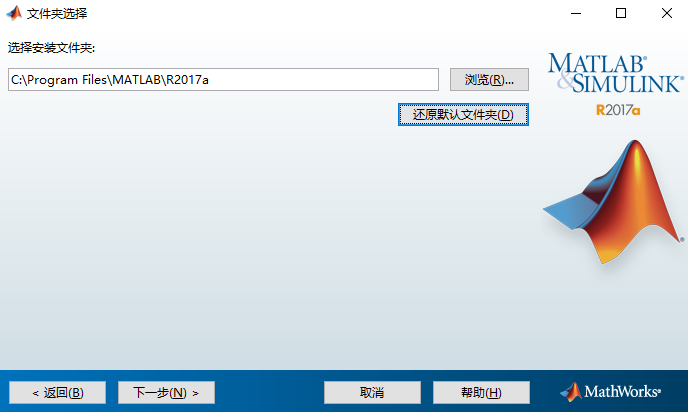 文件夹选择
选择安装文件夹:
C:\Program Files\MATLAB\R2017a
浏览(R)...
还原默认文件夹(D)
MATLAB®
&SIMULINK®
R2017a
®
< 返回(B)
下一步(N) >
取消
帮助(H)
MathWorks®